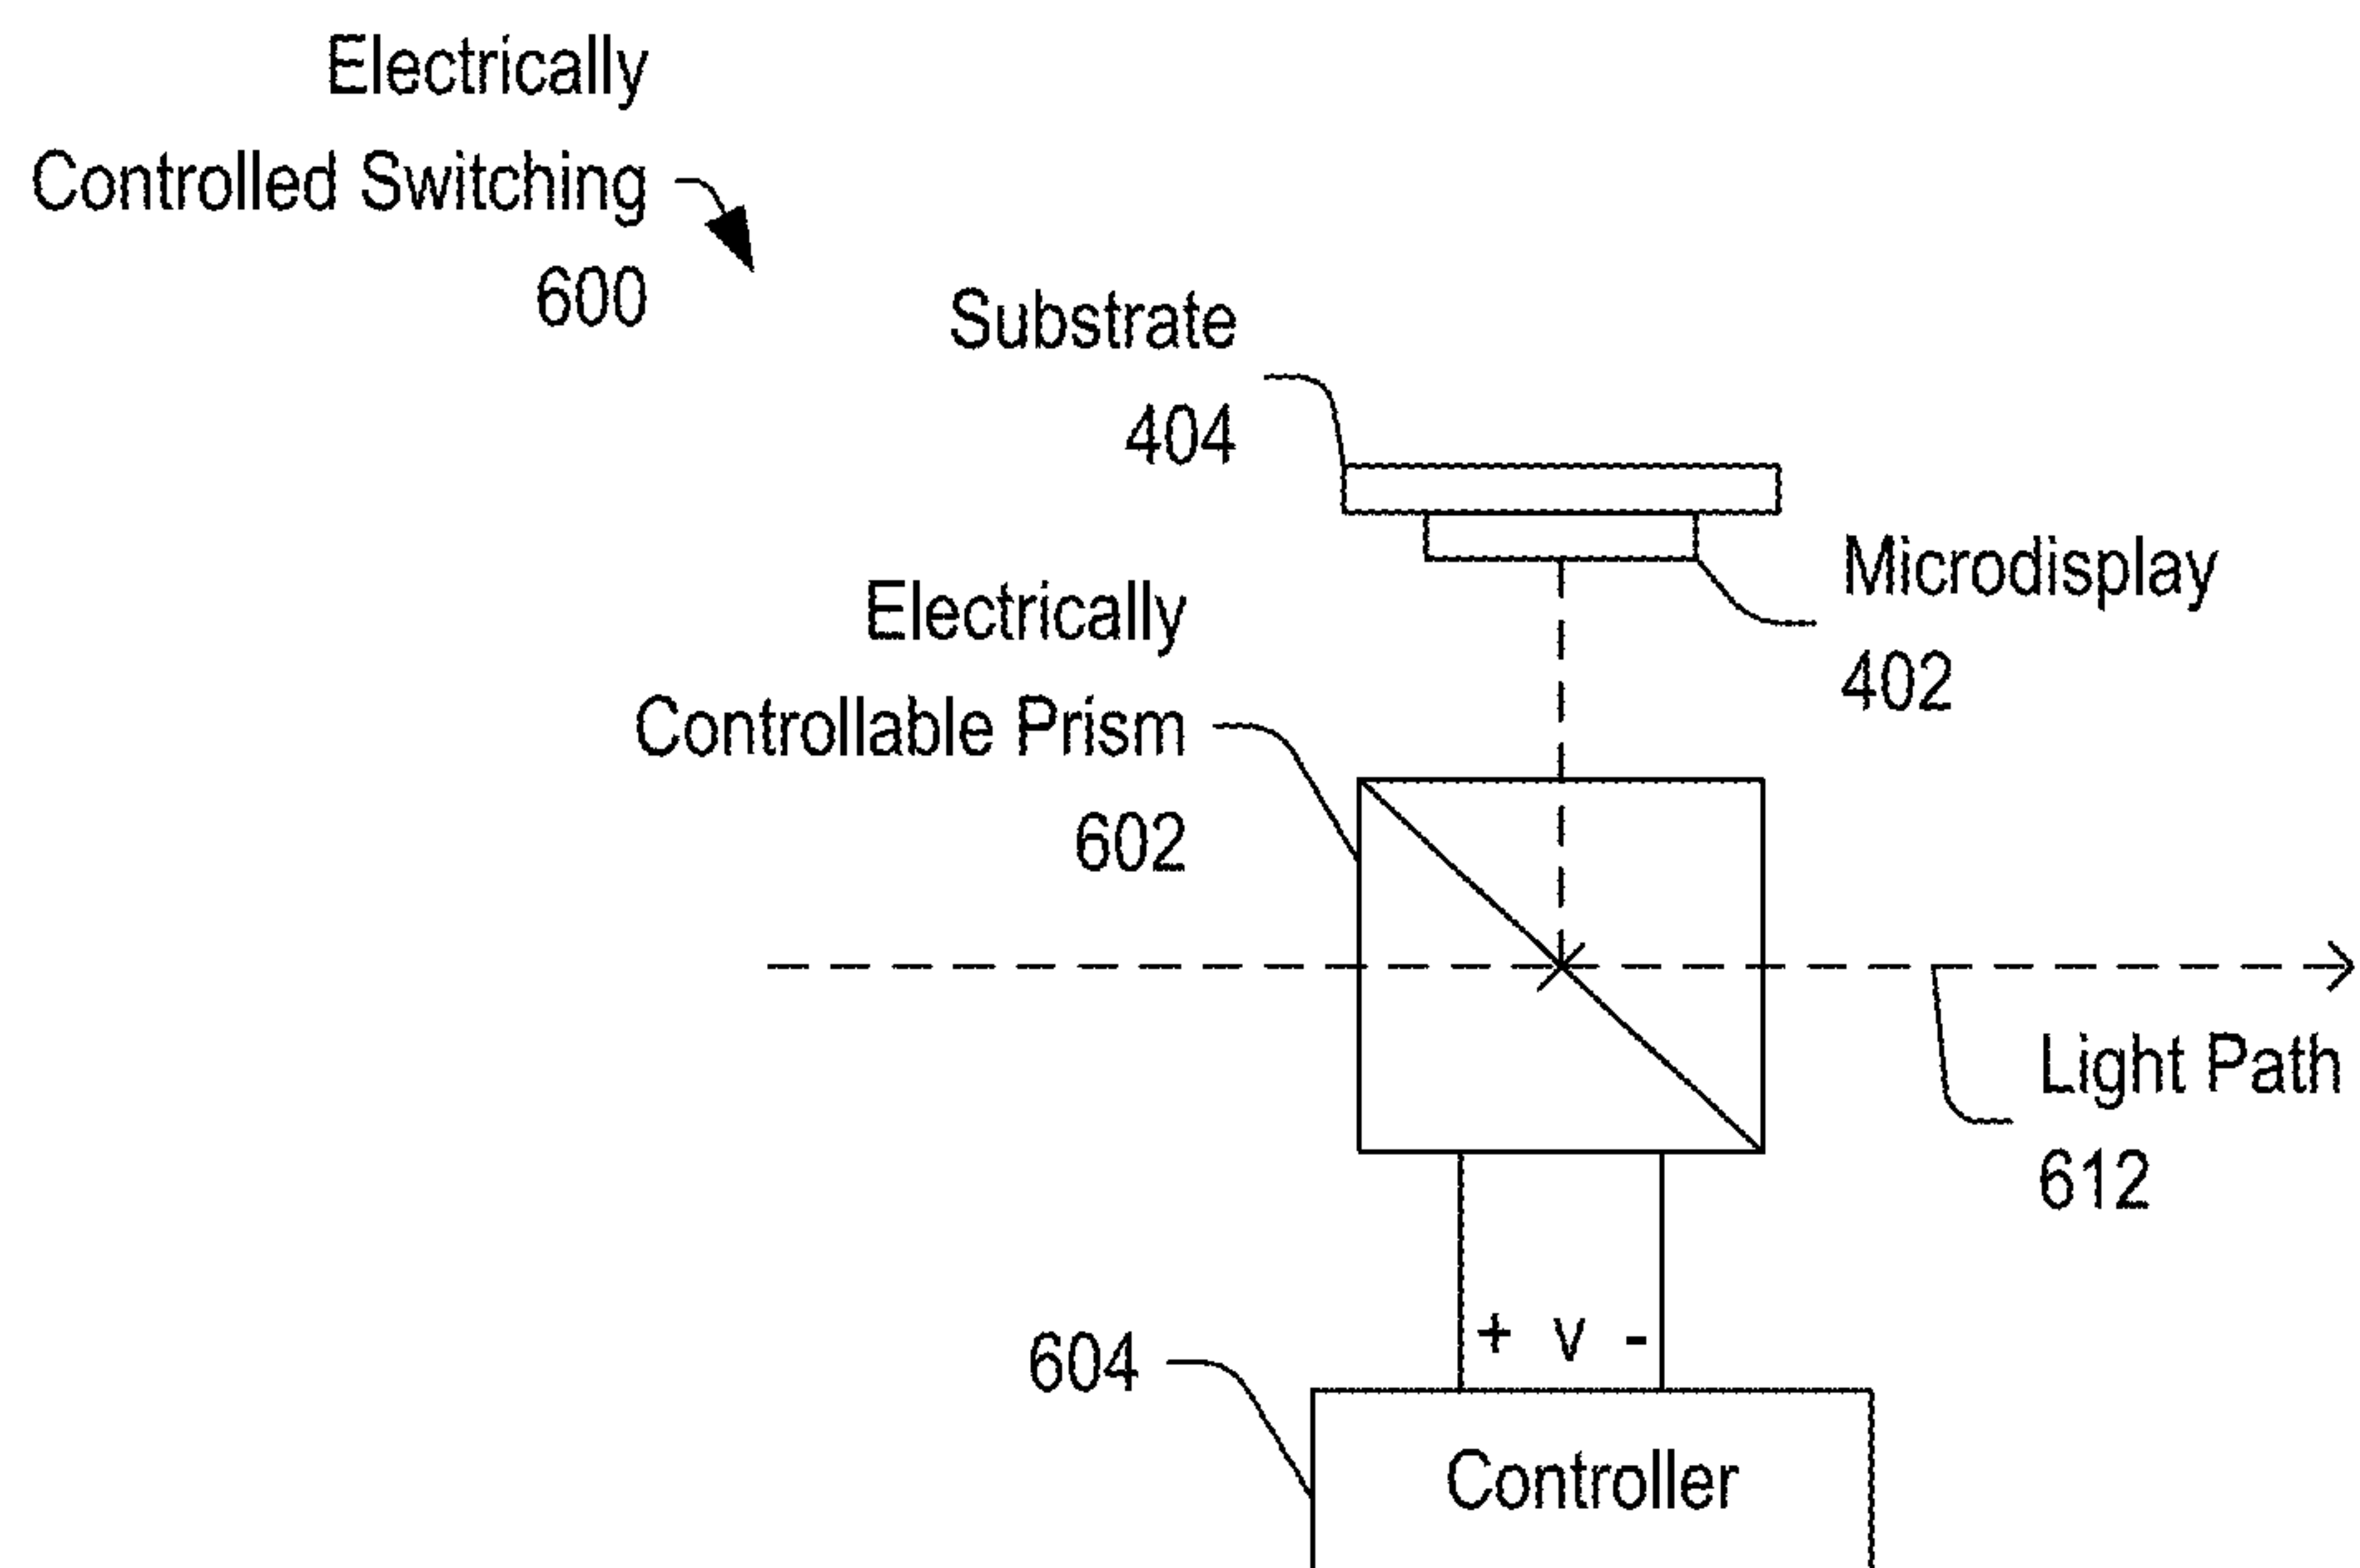 Electrically
Controlled Switching
600
Substrate
404
Microdisplay
402
Electrically
Controllable Prism
602
Light Path
612
+ v -
604
Controller